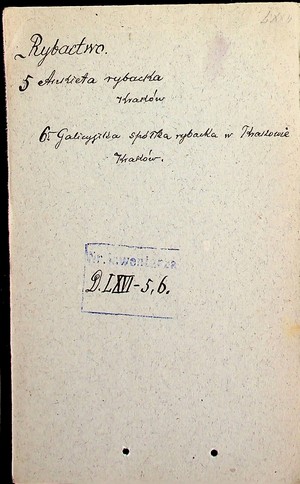 Rybactwo.
5 Ankieta rybacka
Kraków
6. Galicyjska spółka rybacka w Krakowie
Kraków.
Nr. inwentarza
D. LXVI - 5, 6.